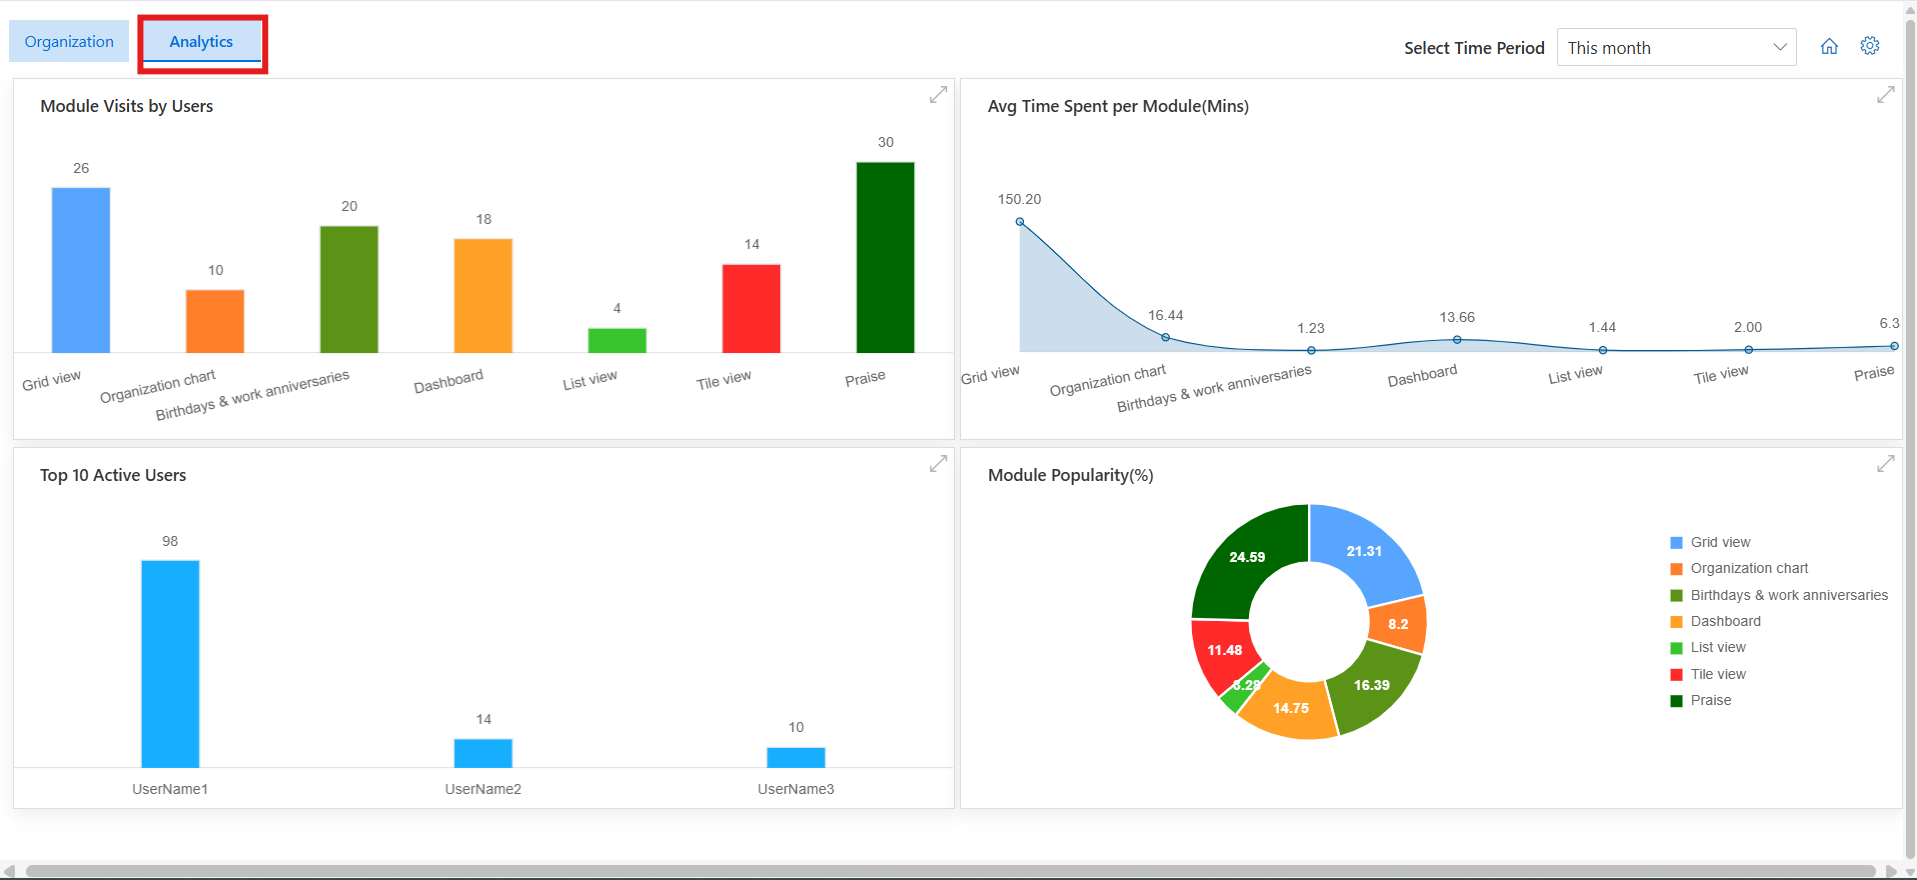 Organization
Analytics
Select Time Period
This month
Module Visits by Users
26
10
20
18
4
14
30
Grid view
Organization chart
Birthdays & work anniversaries
Dashboard
List view
Tile view
Praise
Avg Time Spent per Module(Mins)
150.20
16.44
1.23
13.66
1.44
2.00
6.3
Grid view
Organization chart
Birthdays & work anniversaries
Dashboard
List view
Tile view
Praise
Top 10 Active Users
98
14
10
UserName1
UserName2
UserName3
Module Popularity(%)
21.31
8.2
16.39
14.75
3.28
11.48
24.59
Grid view
Organization chart
Birthdays & work anniversaries
Dashboard
List view
Tile view
Praise